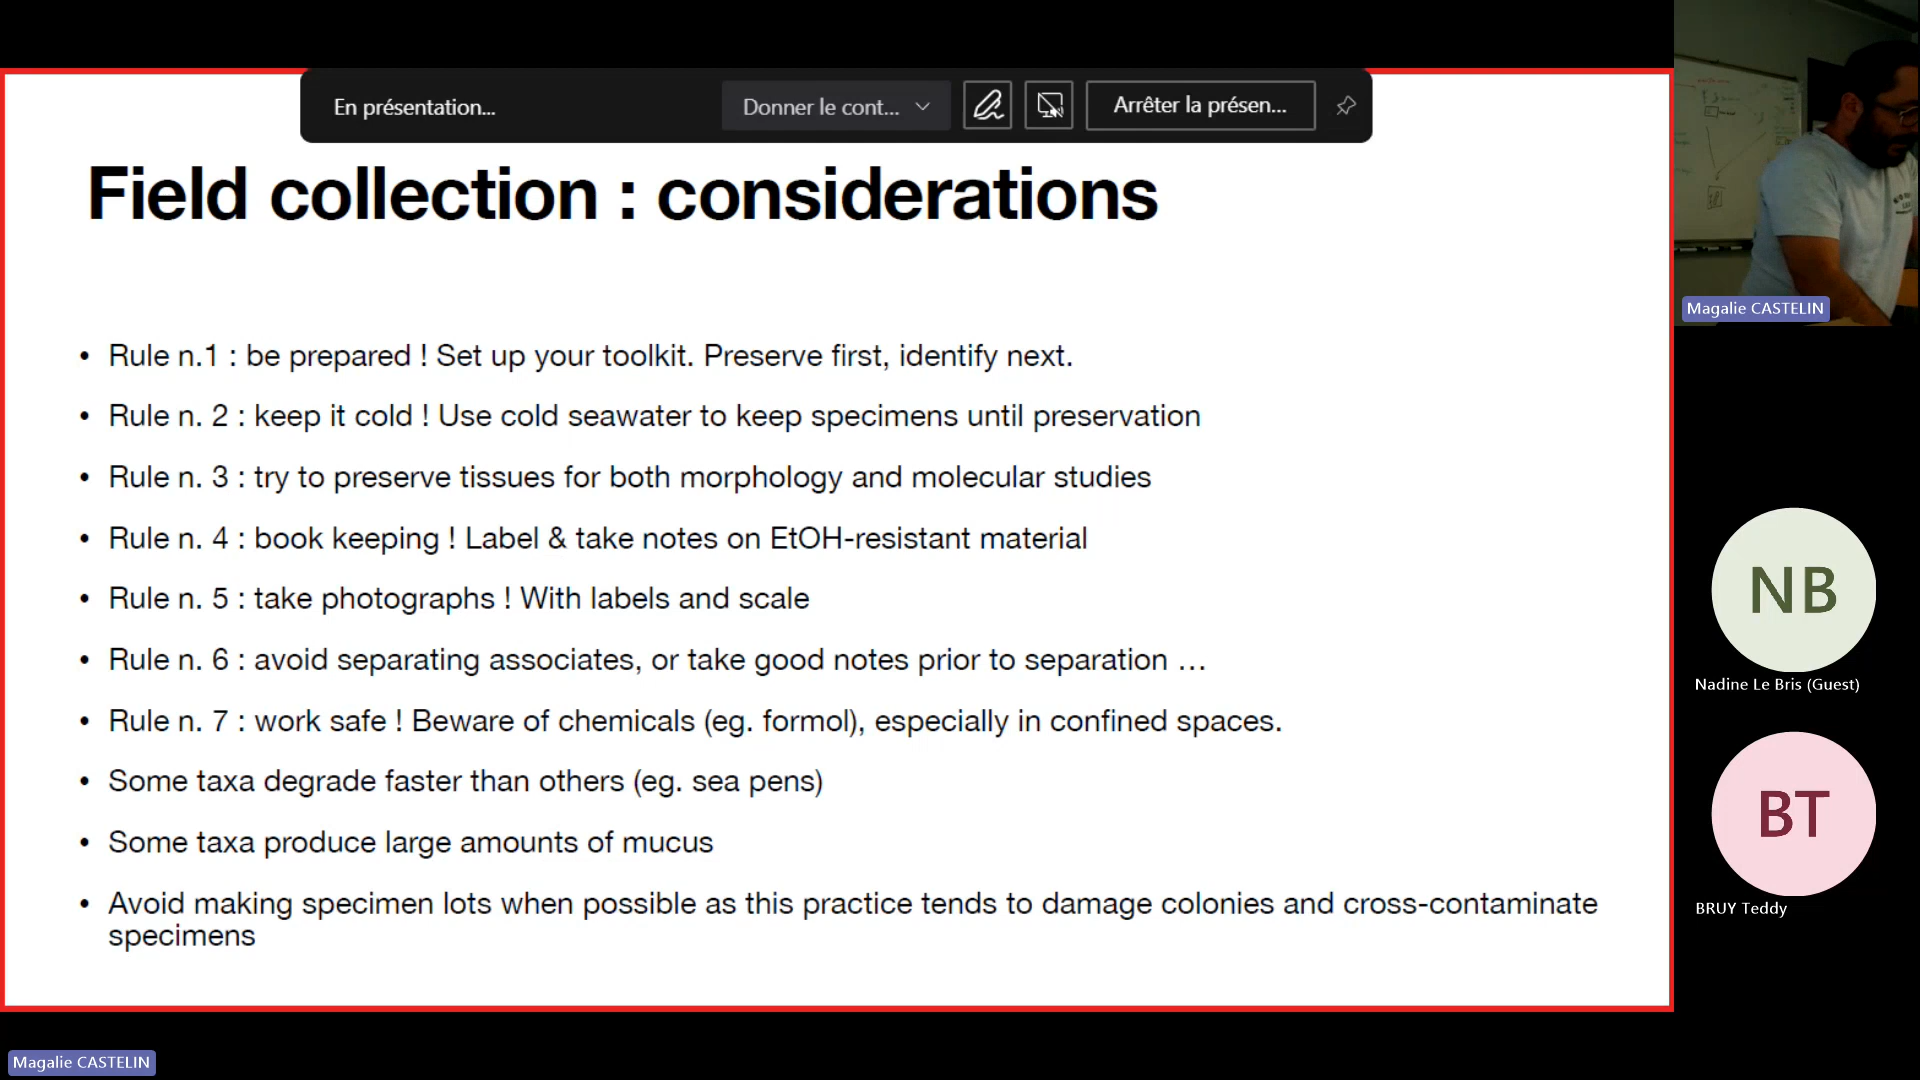 En présentation...
Donner le cont...
Arrêter la présen...
Field collection : considerations
• Rule n.1 : be prepared ! Set up your toolkit. Preserve first, identify next.
• Rule n. 2 : keep it cold ! Use cold seawater to keep specimens until preservation
• Rule n. 3 : try to preserve tissues for both morphology and molecular studies
• Rule n. 4 : book keeping ! Label & take notes on EtOH-resistant material
• Rule n. 5 : take photographs ! With labels and scale
• Rule n. 6 : avoid separating associates, or take good notes prior to separation …
• Rule n. 7 : work safe ! Beware of chemicals (eg. formol), especially in confined spaces.
• Some taxa degrade faster than others (eg. sea pens)
• Some taxa produce large amounts of mucus
• Avoid making specimen lots when possible as this practice tends to damage colonies and cross-contaminate
specimens
Magalie CASTELIN
NB
Nadine Le Bris (Guest)
BT
BRUY Teddy
Magalie CASTELIN